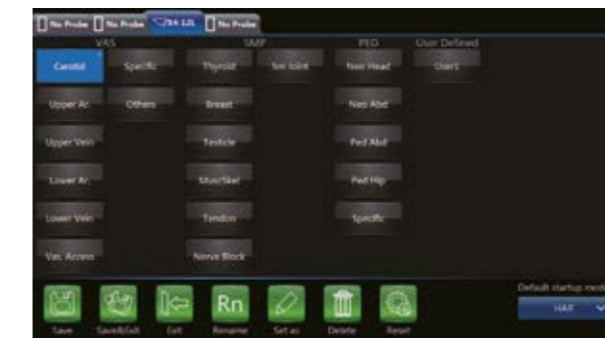 No Probe No Probe X4-12L No Probe
VAS SMP PED User Defined
Carotid Specific Thyroid Sm Joint Neo Head User1
Upper Ar. Others Breast Neo Abd
Upper Vein Testicle Ped Abd
Lower Ar. Musc/Skel Ped Hip
Lower Vein Tendon Specific
Vas. Access Nerve Block
Rn
Save Save&Exit Exit Rename Set as Delete Reset
Default startup mode
HAR